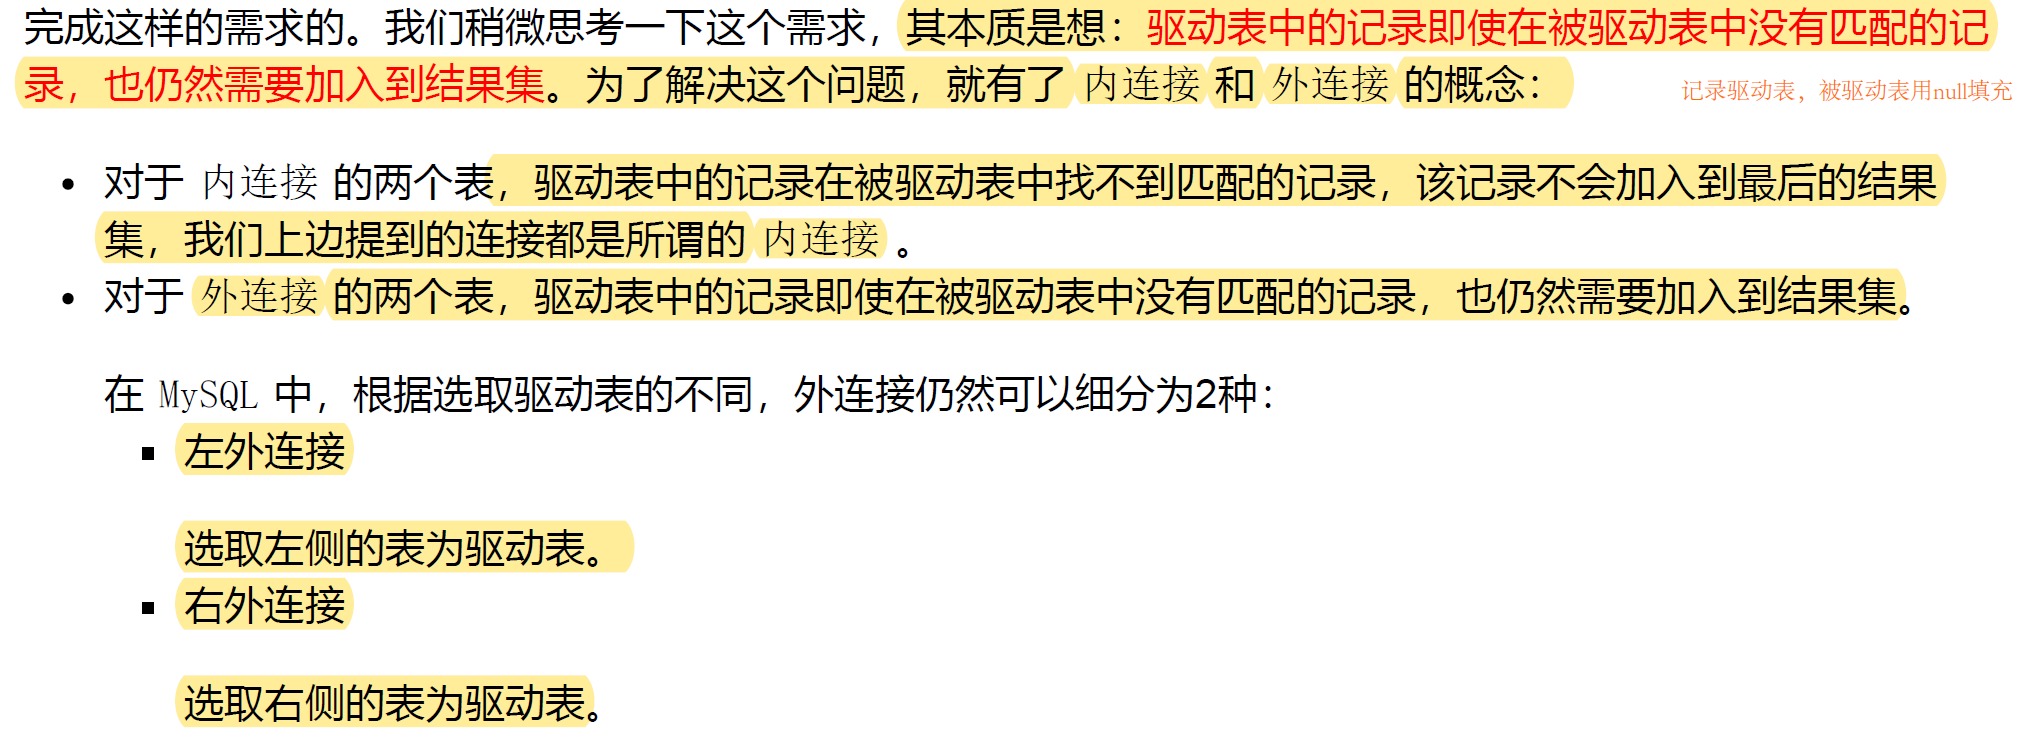 完成这样的需求的。我们稍微思考一下这个需求，其本质是想：驱动表中的记录即使在被驱动表中没有匹配的记
录，也仍然需要加入到结果集。为了解决这个问题，就有了 内连接 和 外连接 的概念：
记录驱动表，被驱动表用null填充
• 对于 内连接 的两个表，驱动表中的记录在被驱动表中找不到匹配的记录，该记录不会加入到最后的结果
集，我们上边提到的连接都是所谓的 内连接 。
• 对于 外连接 的两个表，驱动表中的记录即使在被驱动表中没有匹配的记录，也仍然需要加入到结果集。
在 MySQL 中，根据选取驱动表的不同，外连接仍然可以细分为2种：
▪ 左外连接
选取左侧的表为驱动表。
▪ 右外连接
选取右侧的表为驱动表。